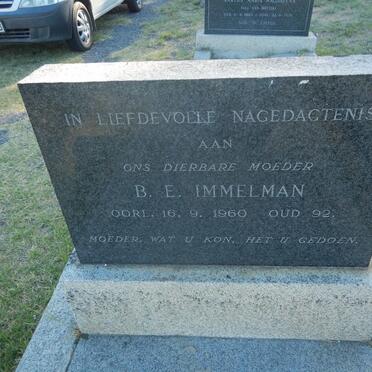 IN LIEFDEVOLLE NAGEDAGTENIS
AAN
ONS DIERBARE MOEDER
B. E. IMMELMAN
OORL. 16. 9. 1960 OUD 92.
MOEDER, WAT U KON, HET U GEDOEN.